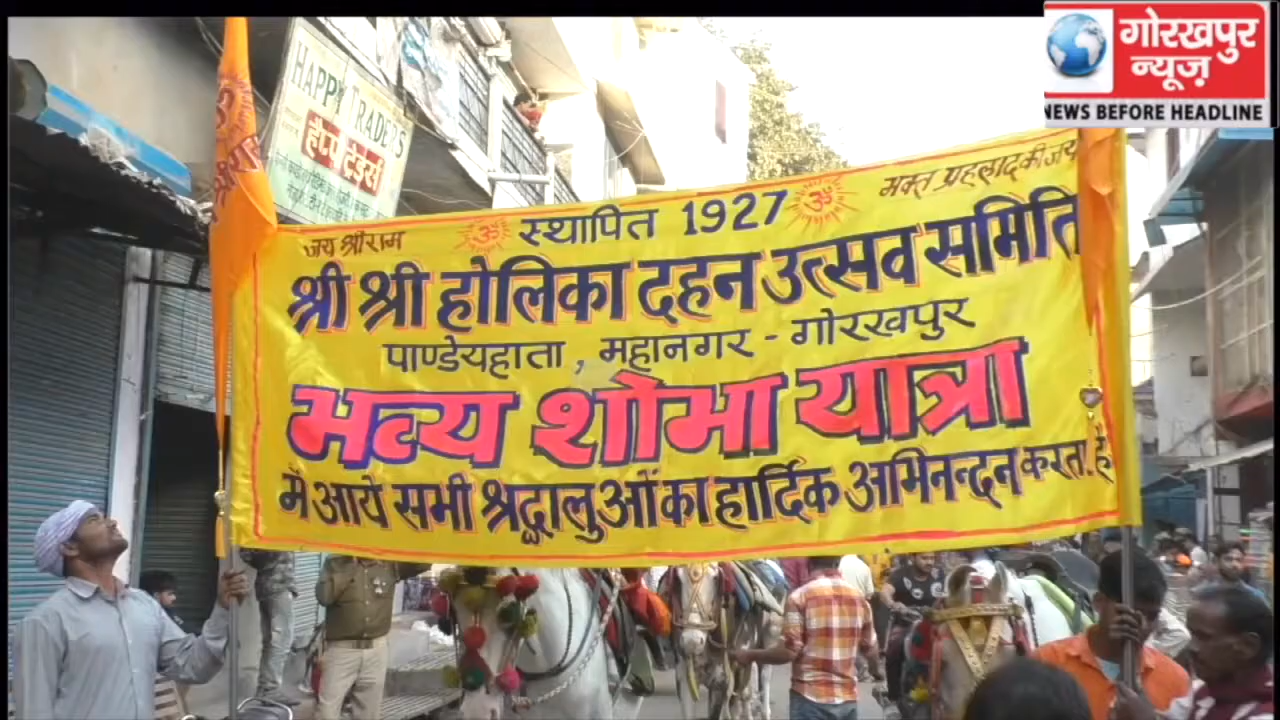 गोरखपुर
न्यूज़
NEWS BEFORE HEADLINE
HAPPY TRADERS
हैप्पी ट्रेडर्स
जय श्री राम
ॐ स्थापित 1927 ॐ
भक्त प्रहलाद की जय
श्री श्री होलिका दहन उत्सव समिति
पाण्डेयहाता, महानगर - गोरखपुर
भव्य शोभा यात्रा
में आये सभी श्रद्धालुओं का हार्दिक अभिनन्दन करता है